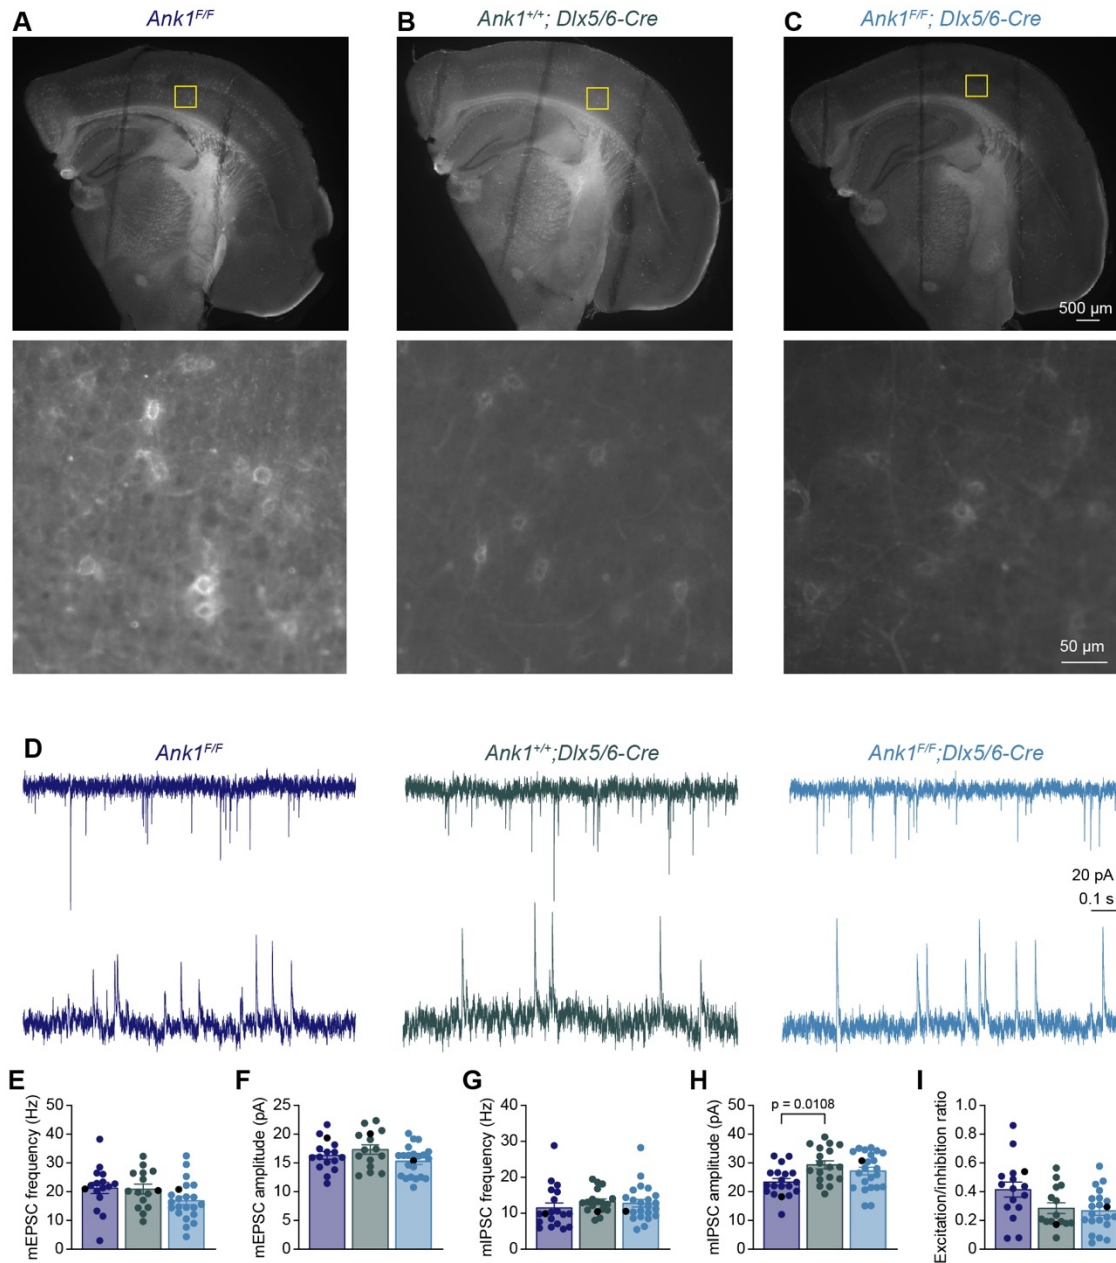 A
Ank1F/F
B
Ank1+/+; Dlx5/6-Cre
C
Ank1F/F; Dlx5/6-Cre
500 µm
50 µm
D
Ank1F/F
Ank1+/+;Dlx5/6-Cre
Ank1F/F;Dlx5/6-Cre
20 pA
0.1 s
E
mEPSC frequency (Hz)
50
40
30
20
10
0
F
mEPSC amplitude (pA)
25
20
15
10
5
0
G
mIPSC frequency (Hz)
40
30
20
10
0
H
mIPSC amplitude (pA)
p = 0.0108
50
40
30
20
10
0
I
Excitation/inhibition ratio
1.0
0.8
0.6
0.4
0.2
0